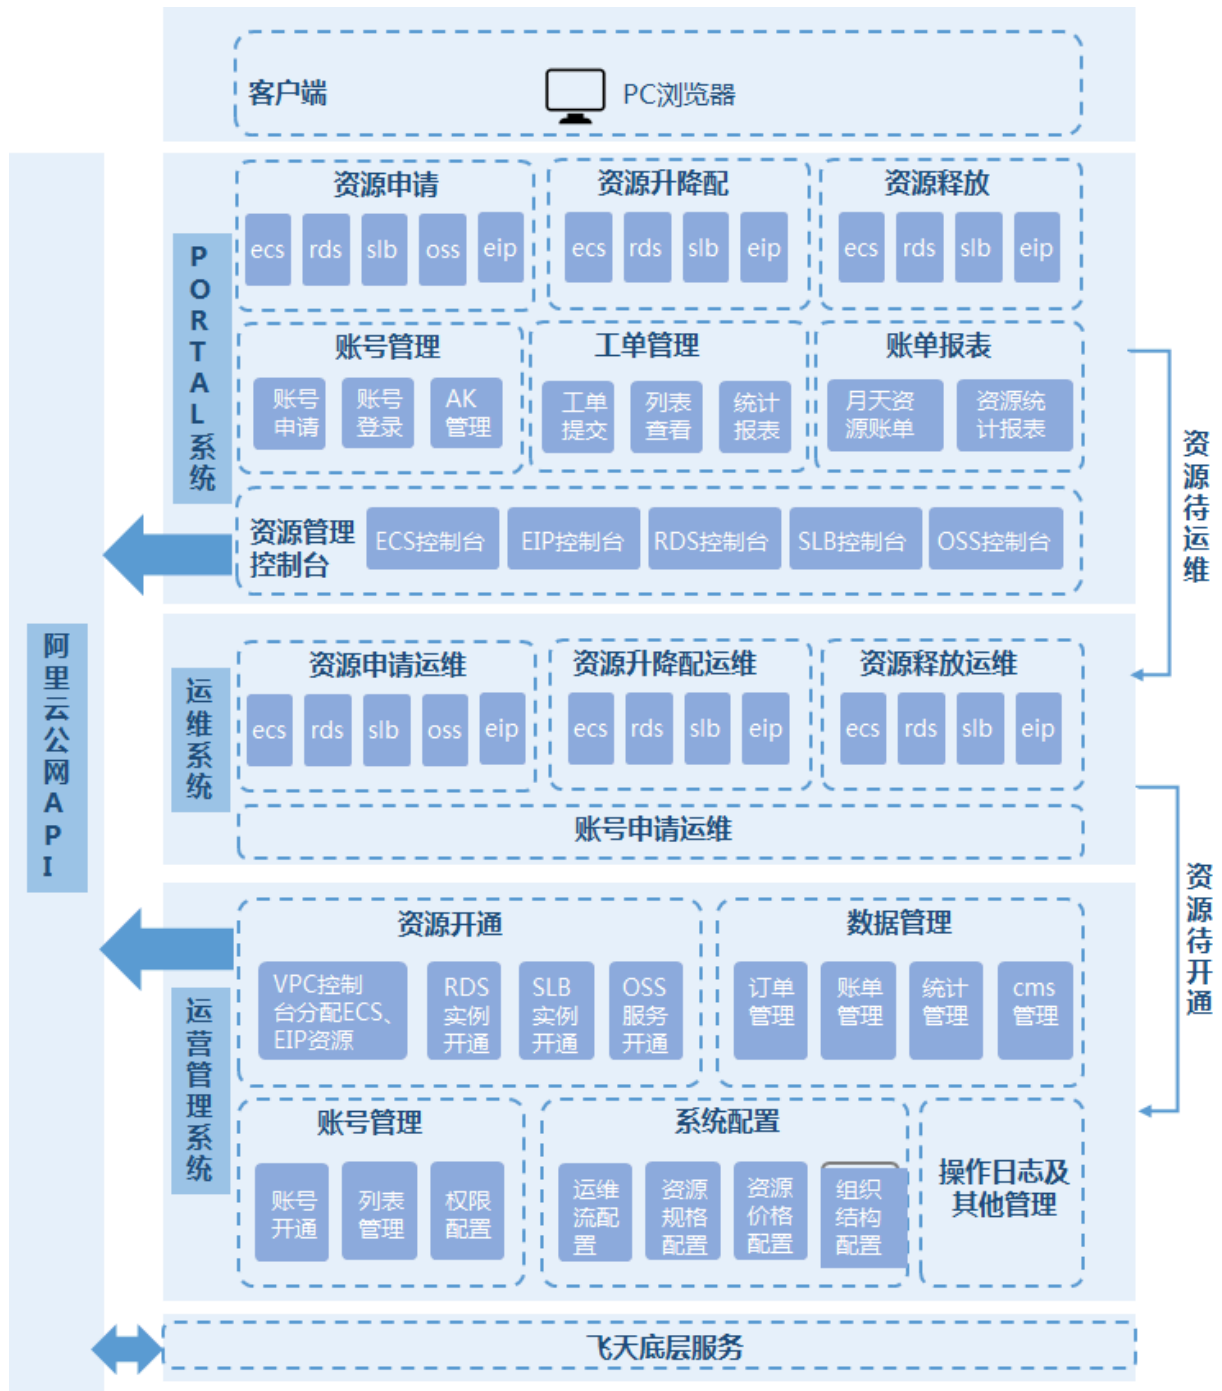 客户端
PC浏览器
PORTAL系统
资源申请
ecs
rds
slb
oss
eip
资源升降配
ecs
rds
slb
eip
资源释放
ecs
rds
slb
eip
账号管理
账号
申请
账号
登录
AK
管理
工单管理
工单
提交
列表
查看
统计
报表
账单报表
月天资
源账单
资源统
计报表
资源管理
控制台
ECS控制台
EIP控制台
RDS控制台
SLB控制台
OSS控制台
资源待运维
阿里云公网API
运维系统
资源申请运维
ecs
rds
slb
oss
eip
资源升降配运维
ecs
rds
slb
eip
资源释放运维
ecs
rds
slb
eip
账号申请运维
资源待开通
运营管理系统
资源开通
VPC控制
台分配ECS、
EIP资源
RDS
实例
开通
SLB
实例
开通
OSS
服务
开通
数据管理
订单
管理
账单
管理
统计
管理
cms
管理
账号管理
账号
开通
列表
管理
权限
配置
系统配置
运维
流配
置
资源
规格
配置
资源
价格
配置
组织
结构
配置
操作日志及
其他管理
飞天底层服务